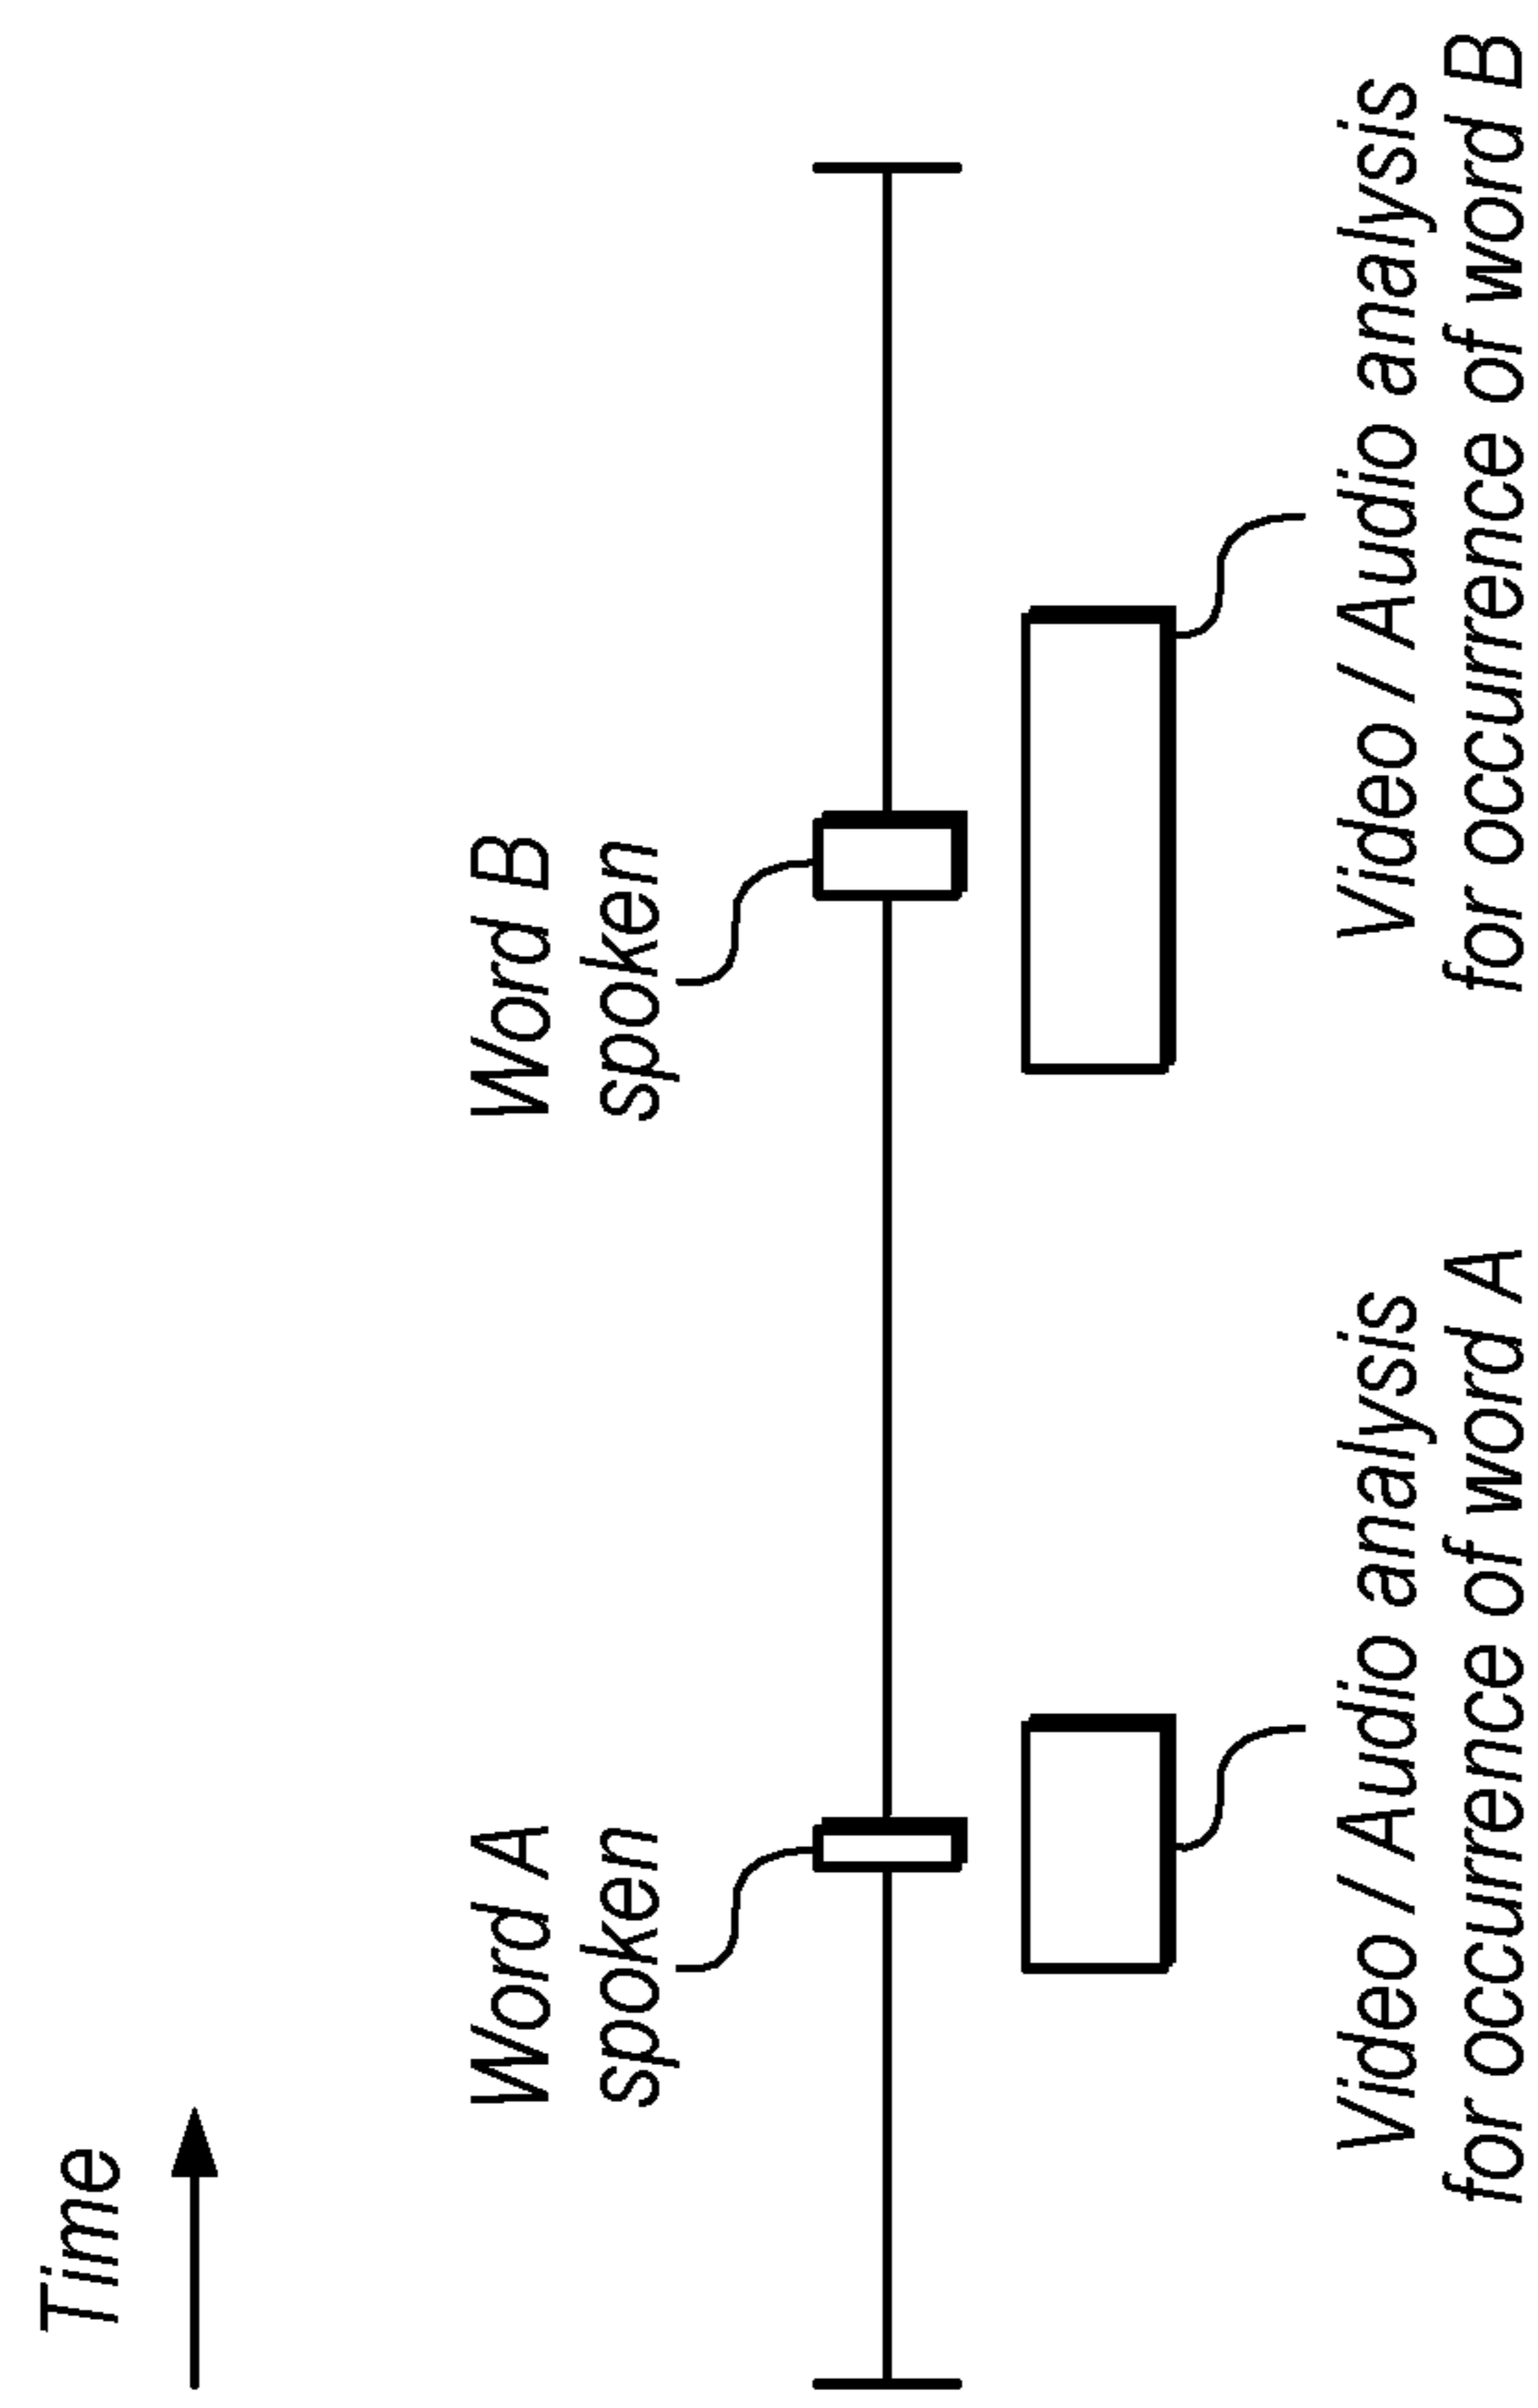 Time
Word A
spoken
Word B
spoken
Video / Audio analysis
for occurrence of word A
Video / Audio analysis
for occurrence of word B